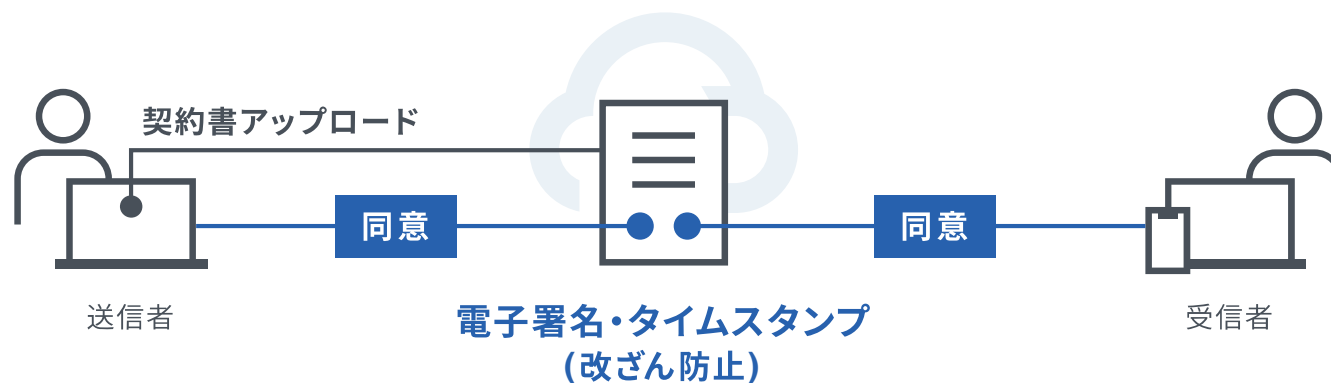 契約書アップロード
同意
同意
送信者
電子署名・タイムスタンプ
(改ざん防止)
受信者